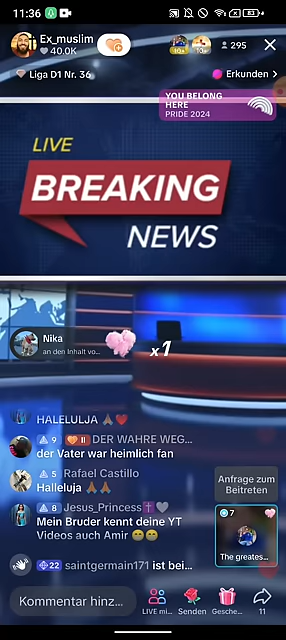 11:36
Ex_muslim
40.0K
295
Liga D1 Nr. 36
Erkunden >
YOU BELONG
HERE
PRIDE 2024
LIVE
BREAKING
NEWS
Nika
an den Inhalt vo...
x1
HALELULJA 🙏🏽❤️
9 11 DER WAHRE WEG...
der Vater war heimlich fan
5 Rafael Castillo
Halleluja 🙏🏽🙏🏽
8 Jesus_Princess✝️🩶
Mein Bruder kennt deine YT
Videos auch Amir 😁😁
22 saintgermain171 ist bei...
Anfrage zum
Beitreten
7
The greates...
Kommentar hinz...
LIVE mi...
Senden
Gesche...
11